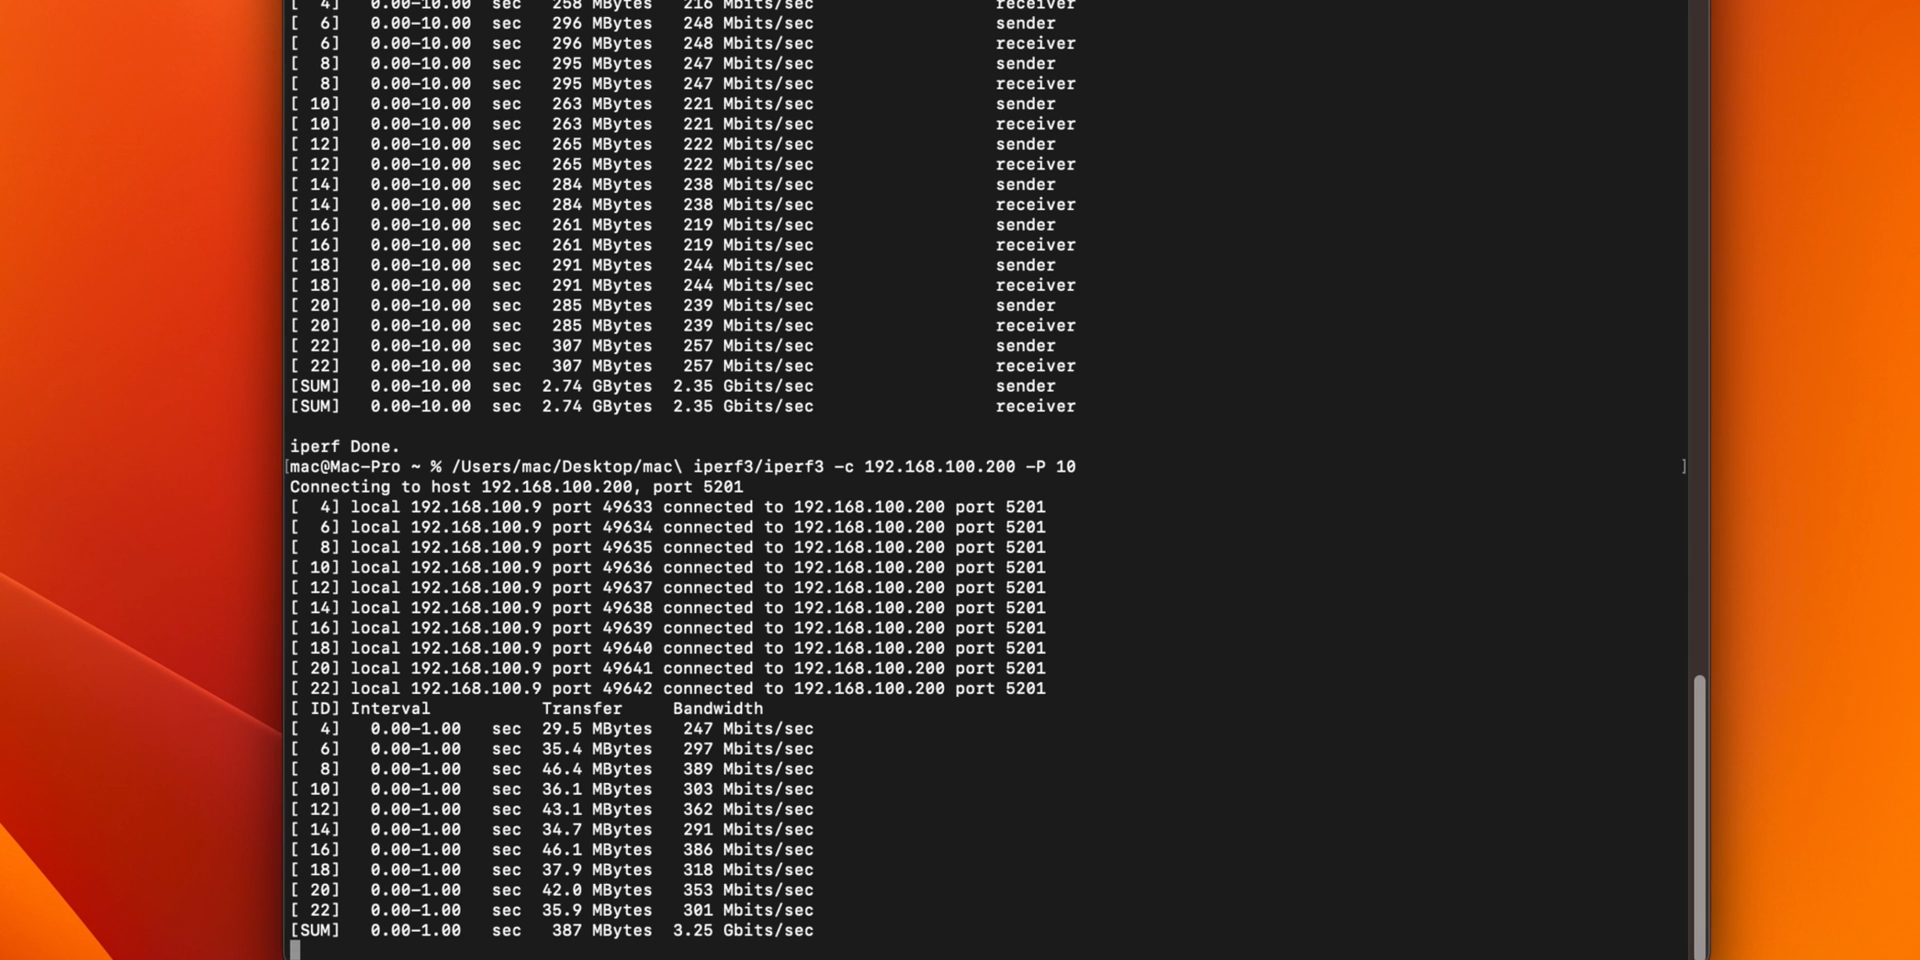 [  4]   0.00-10.00  sec   258 MBytes   216 Mbits/sec                  receiver
[  6]   0.00-10.00  sec   296 MBytes   248 Mbits/sec                  sender
[  6]   0.00-10.00  sec   296 MBytes   248 Mbits/sec                  receiver
[  8]   0.00-10.00  sec   295 MBytes   247 Mbits/sec                  sender
[  8]   0.00-10.00  sec   295 MBytes   247 Mbits/sec                  receiver
[ 10]   0.00-10.00  sec   263 MBytes   221 Mbits/sec                  sender
[ 10]   0.00-10.00  sec   263 MBytes   221 Mbits/sec                  receiver
[ 12]   0.00-10.00  sec   265 MBytes   222 Mbits/sec                  sender
[ 12]   0.00-10.00  sec   265 MBytes   222 Mbits/sec                  receiver
[ 14]   0.00-10.00  sec   284 MBytes   238 Mbits/sec                  sender
[ 14]   0.00-10.00  sec   284 MBytes   238 Mbits/sec                  receiver
[ 16]   0.00-10.00  sec   261 MBytes   219 Mbits/sec                  sender
[ 16]   0.00-10.00  sec   261 MBytes   219 Mbits/sec                  receiver
[ 18]   0.00-10.00  sec   291 MBytes   244 Mbits/sec                  sender
[ 18]   0.00-10.00  sec   291 MBytes   244 Mbits/sec                  receiver
[ 20]   0.00-10.00  sec   285 MBytes   239 Mbits/sec                  sender
[ 20]   0.00-10.00  sec   285 MBytes   239 Mbits/sec                  receiver
[ 22]   0.00-10.00  sec   307 MBytes   257 Mbits/sec                  sender
[ 22]   0.00-10.00  sec   307 MBytes   257 Mbits/sec                  receiver
[SUM]   0.00-10.00  sec  2.74 GBytes  2.35 Gbits/sec                  sender
[SUM]   0.00-10.00  sec  2.74 GBytes  2.35 Gbits/sec                  receiver
iperf Done.
[mac@Mac-Pro ~ % /Users/mac/Desktop/mac\ iperf3/iperf3 -c 192.168.100.200 -P 10 ]
Connecting to host 192.168.100.200, port 5201
[  4] local 192.168.100.9 port 49633 connected to 192.168.100.200 port 5201
[  6] local 192.168.100.9 port 49634 connected to 192.168.100.200 port 5201
[  8] local 192.168.100.9 port 49635 connected to 192.168.100.200 port 5201
[ 10] local 192.168.100.9 port 49636 connected to 192.168.100.200 port 5201
[ 12] local 192.168.100.9 port 49637 connected to 192.168.100.200 port 5201
[ 14] local 192.168.100.9 port 49638 connected to 192.168.100.200 port 5201
[ 16] local 192.168.100.9 port 49639 connected to 192.168.100.200 port 5201
[ 18] local 192.168.100.9 port 49640 connected to 192.168.100.200 port 5201
[ 20] local 192.168.100.9 port 49641 connected to 192.168.100.200 port 5201
[ 22] local 192.168.100.9 port 49642 connected to 192.168.100.200 port 5201
[ ID] Interval           Transfer     Bandwidth
[  4]   0.00-1.00   sec  29.5 MBytes   247 Mbits/sec
[  6]   0.00-1.00   sec  35.4 MBytes   297 Mbits/sec
[  8]   0.00-1.00   sec  46.4 MBytes   389 Mbits/sec
[ 10]   0.00-1.00   sec  36.1 MBytes   303 Mbits/sec
[ 12]   0.00-1.00   sec  43.1 MBytes   362 Mbits/sec
[ 14]   0.00-1.00   sec  34.7 MBytes   291 Mbits/sec
[ 16]   0.00-1.00   sec  46.1 MBytes   386 Mbits/sec
[ 18]   0.00-1.00   sec  37.9 MBytes   318 Mbits/sec
[ 20]   0.00-1.00   sec  42.0 MBytes   353 Mbits/sec
[ 22]   0.00-1.00   sec  35.9 MBytes   301 Mbits/sec
[SUM]   0.00-1.00   sec   387 MBytes  3.25 Gbits/sec